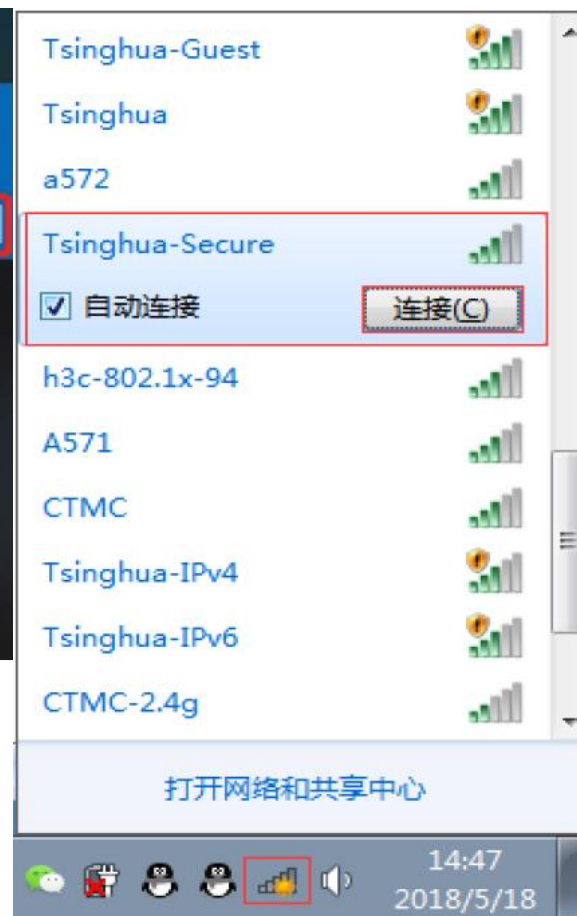 Tsinghua-Guest
Tsinghua
a572
Tsinghua-Secure
自动连接
连接(C)
h3c-802.1x-94
A571
CTMC
Tsinghua-IPv4
Tsinghua-IPv6
CTMC-2.4g
打开网络和共享中心
14:47
2018/5/18